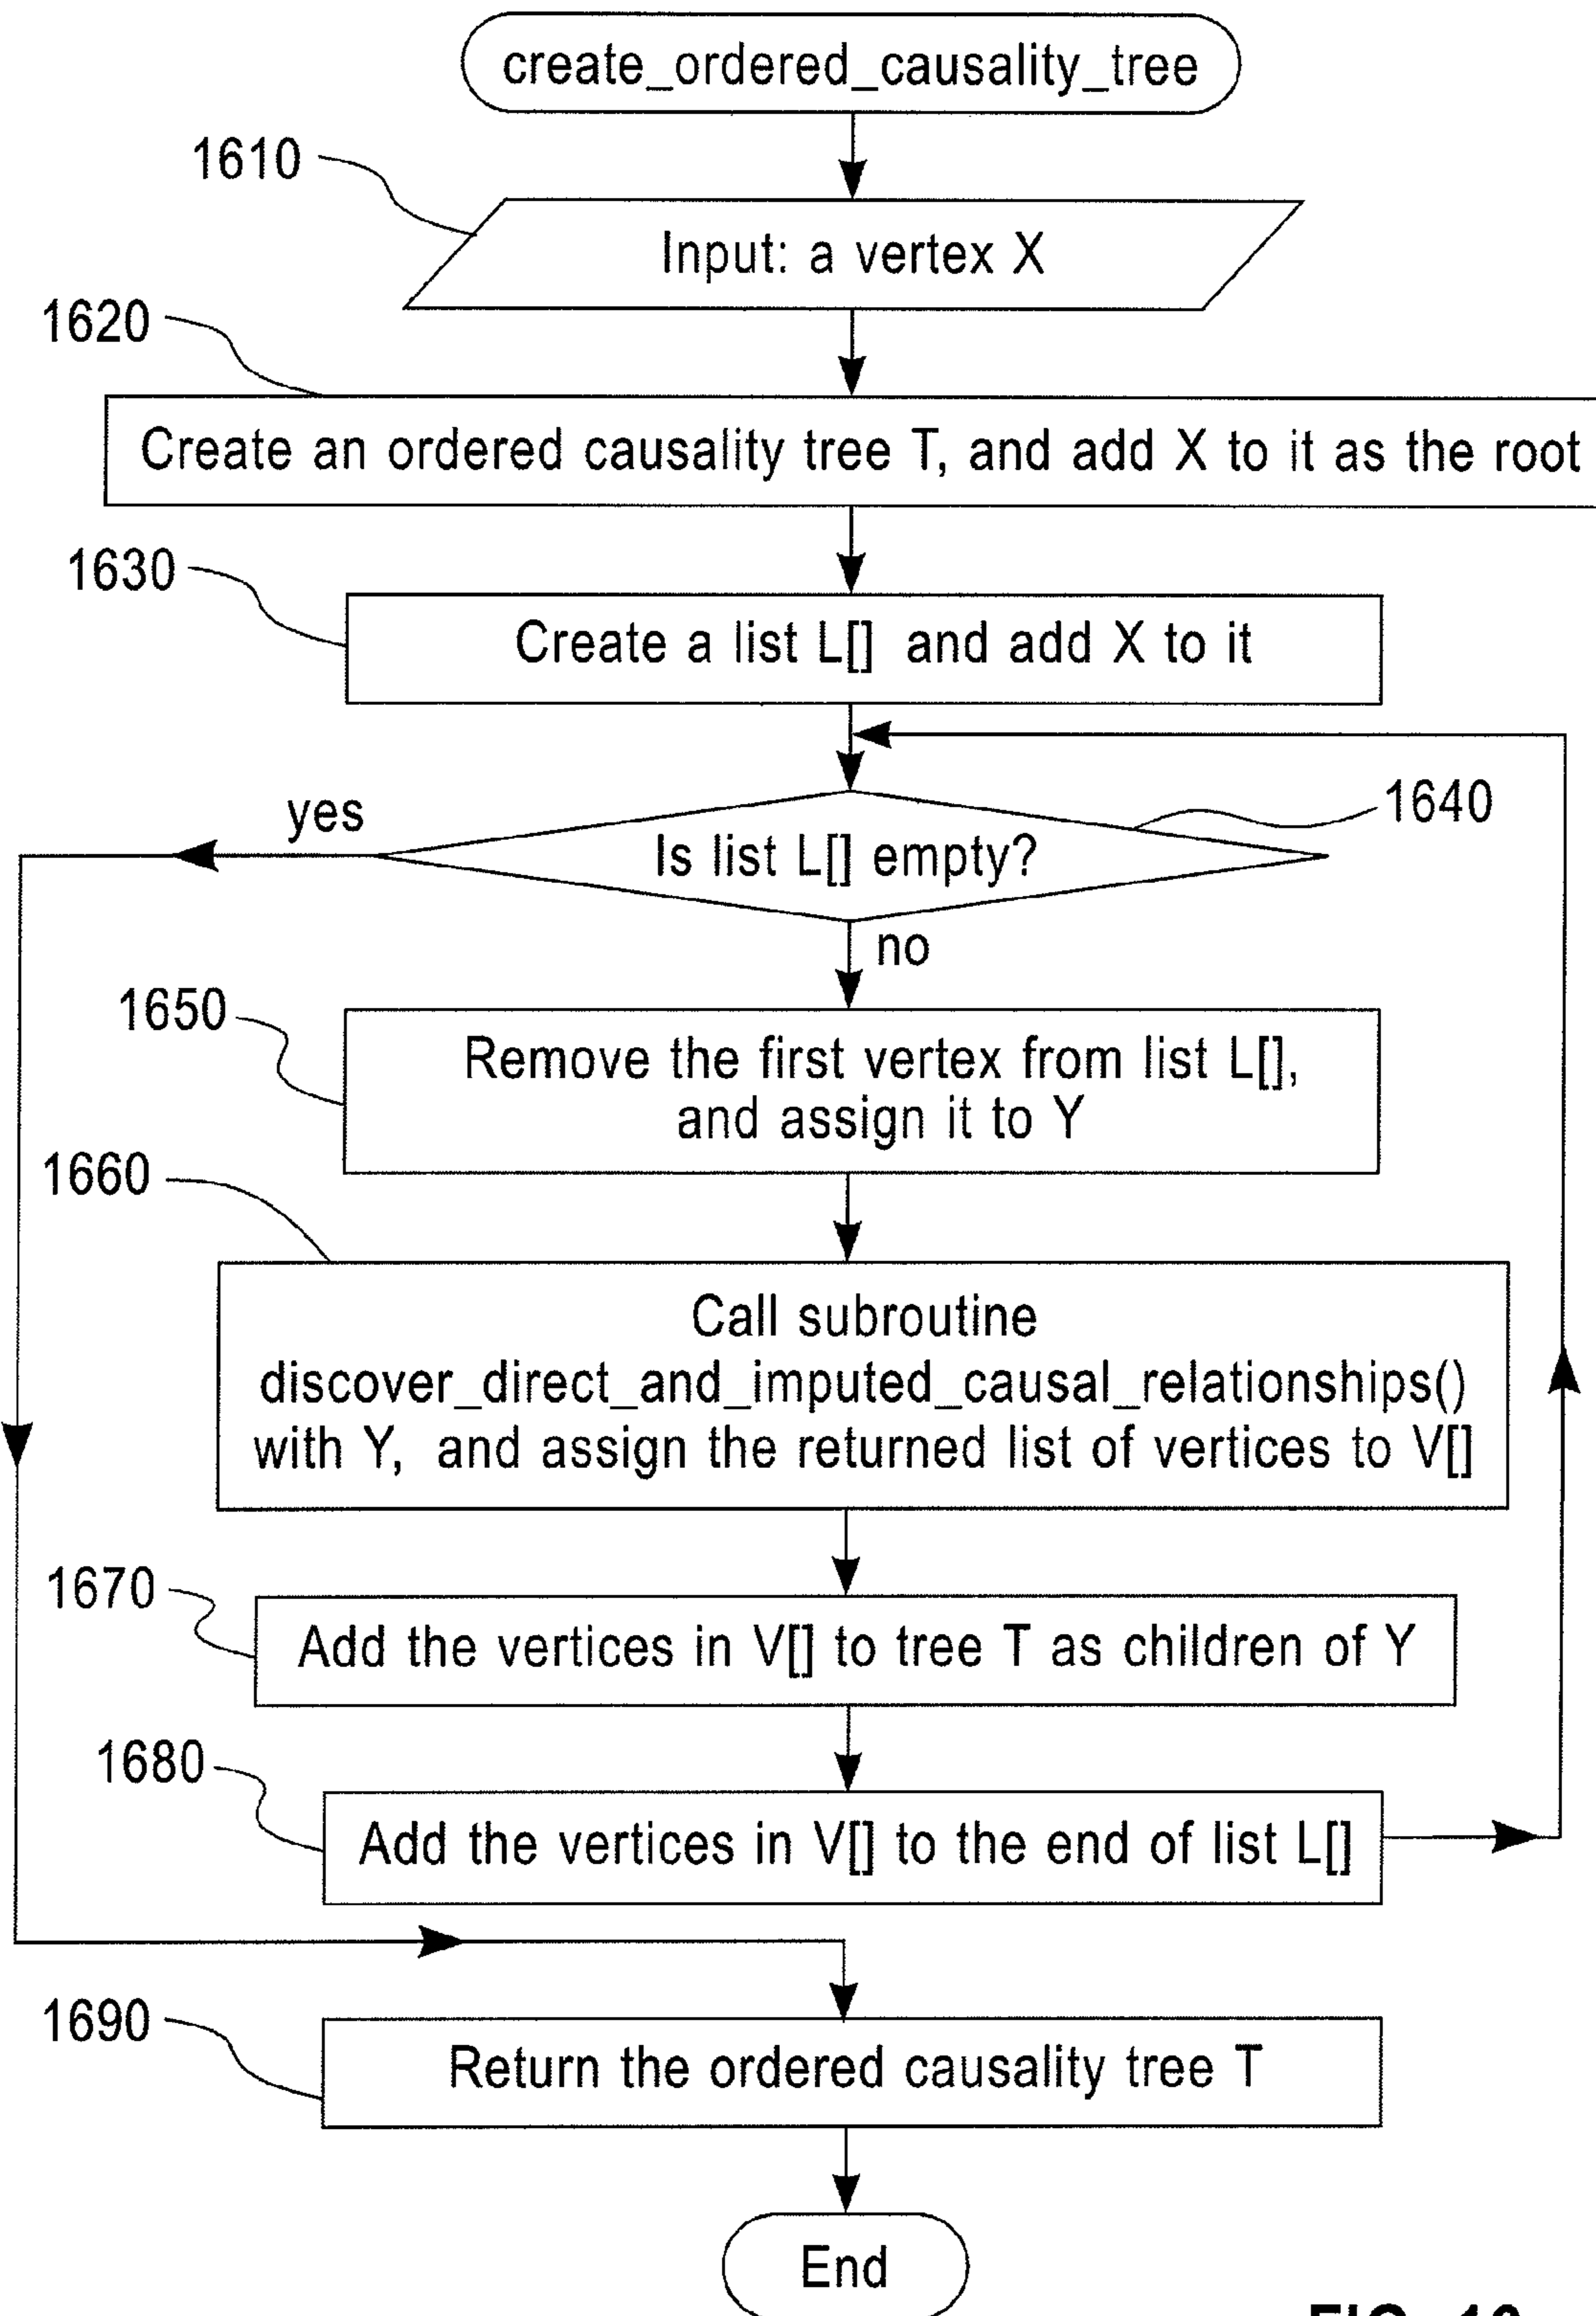 create_ordered_causality_tree
1610
Input: a vertex X
1620
Create an ordered causality tree T, and add X to it as the root
1630
Create a list L[] and add X to it
yes
1640
Is list L[] empty?
no
1650
Remove the first vertex from list L[],
and assign it to Y
1660
Call subroutine
discover_direct_and_imputed_causal_relationships()
with Y, and assign the returned list of vertices to V[]
1670
Add the vertices in V[] to tree T as children of Y
1680
Add the vertices in V[] to the end of list L[]
1690
Return the ordered causality tree T
End